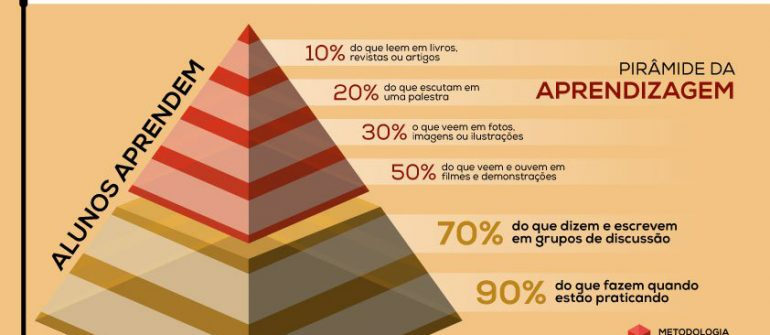 ALUNOS APRENDEM
10% do que leem em livros,
revistas ou artigos
20% do que escutam em
uma palestra
30% o que veem em fotos,
imagens ou ilustrações
50% do que veem e ouvem em
filmes e demonstrações
70% do que dizem e escrevem
em grupos de discussão
90% do que fazem quando
estão praticando
PIRÂMIDE DA
APRENDIZAGEM
METODOLOGIA